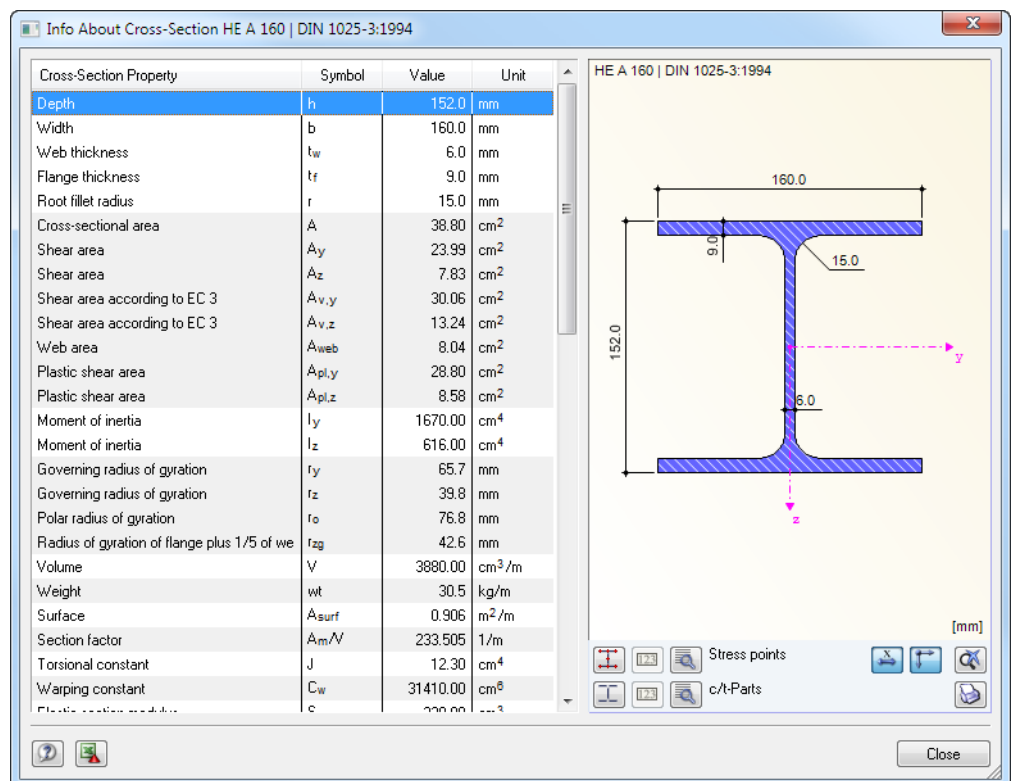 Info About Cross-Section HE A 160 | DIN 1025-3:1994
Cross-Section Property Symbol Value Unit
Depth h 152.0 mm
Width b 160.0 mm
Web thickness tw 6.0 mm
Flange thickness tf 9.0 mm
Root fillet radius r 15.0 mm
Cross-sectional area A 38.80 cm2
Shear area Ay 23.99 cm2
Shear area Az 7.83 cm2
Shear area according to EC 3 Av,y 30.06 cm2
Shear area according to EC 3 Av,z 13.24 cm2
Web area Aweb 8.04 cm2
Plastic shear area Apl,y 28.80 cm2
Plastic shear area Apl,z 8.58 cm2
Moment of inertia Iy 1670.00 cm4
Moment of inertia Iz 616.00 cm4
Governing radius of gyration ry 65.7 mm
Governing radius of gyration rz 39.8 mm
Polar radius of gyration ro 76.8 mm
Radius of gyration of flange plus 1/5 of we rzg 42.6 mm
Volume V 3880.00 cm3/m
Weight wt 30.5 kg/m
Surface Asurf 0.906 m2/m
Section factor Am/V 233.505 1/m
Torsional constant J 12.30 cm4
Warping constant Cw 31410.00 cm6
HE A 160 | DIN 1025-3:1994
160.0
9.0
15.0
152.0
y
6.0
z
[mm]
123 Stress points x
123 c/t-Parts
Close